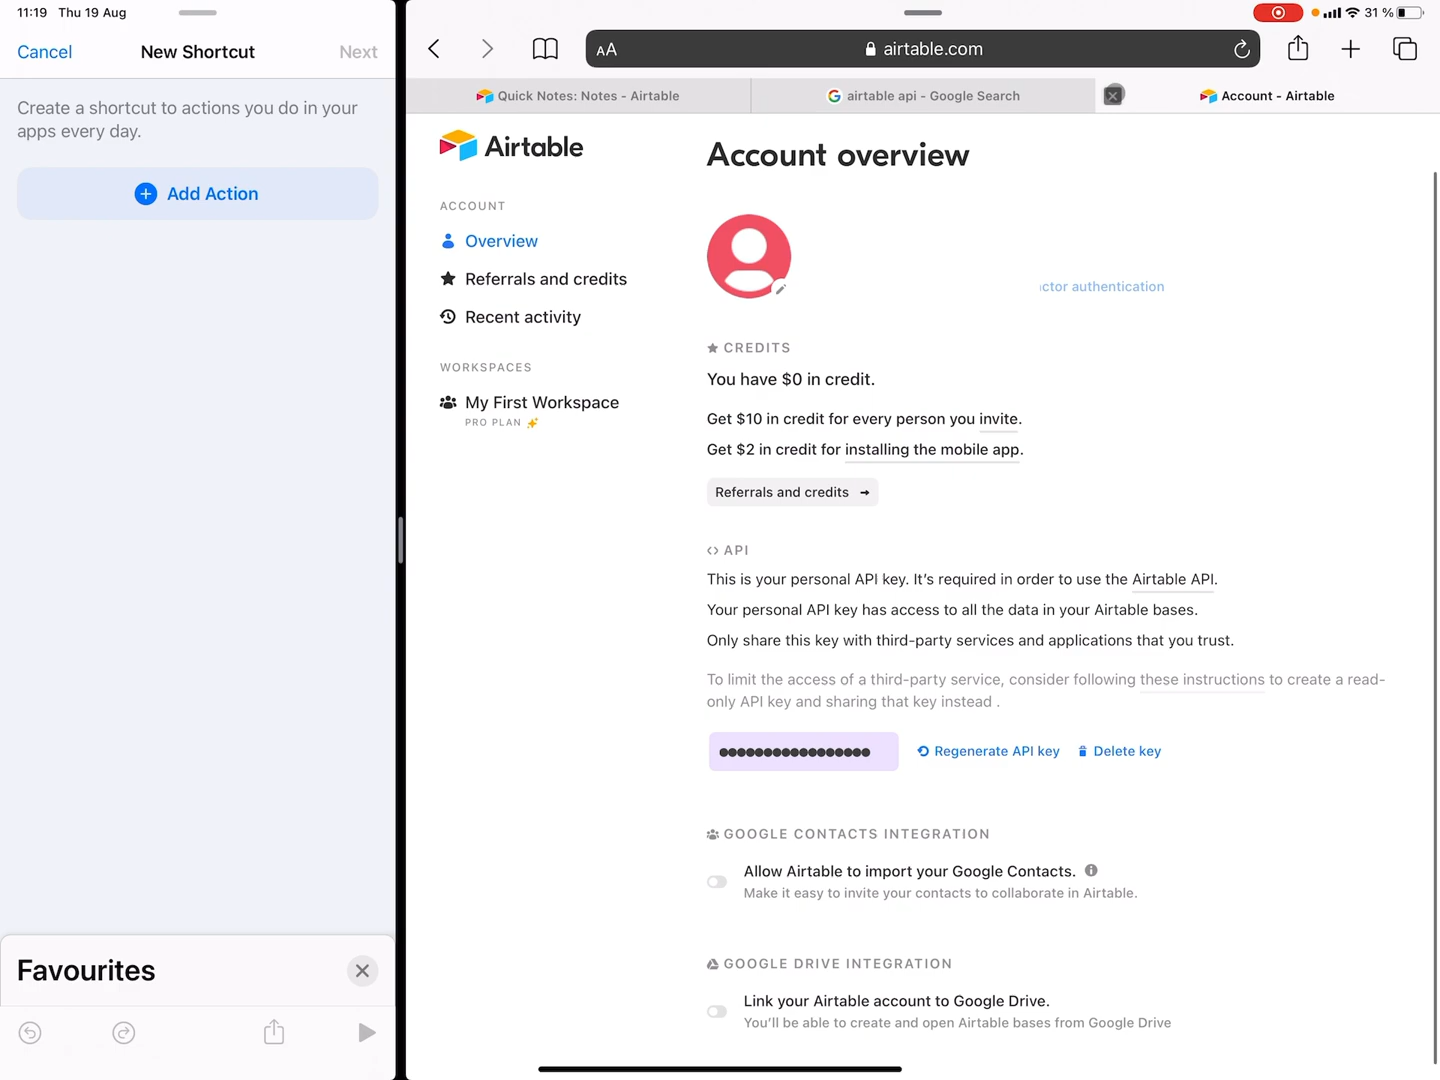 11:19 Thu 19 Aug
Cancel
New Shortcut
Next
Create a shortcut to actions you do in your
apps every day.
Add Action
Favourites
31 %
AA
airtable.com
Quick Notes: Notes - Airtable
airtable api - Google Search
Account - Airtable
Airtable
ACCOUNT
Overview
Referrals and credits
Recent activity
WORKSPACES
My First Workspace
PRO PLAN
Account overview
ctor authentication
CREDITS
You have $0 in credit.
Get $10 in credit for every person you invite.
Get $2 in credit for installing the mobile app.
Referrals and credits
API
This is your personal API key. It's required in order to use the Airtable API.
Your personal API key has access to all the data in your Airtable bases.
Only share this key with third-party services and applications that you trust.
To limit the access of a third-party service, consider following these instructions to create a read-
only API key and sharing that key instead .
Regenerate API key
Delete key
GOOGLE CONTACTS INTEGRATION
Allow Airtable to import your Google Contacts.
Make it easy to invite your contacts to collaborate in Airtable.
GOOGLE DRIVE INTEGRATION
Link your Airtable account to Google Drive.
You'll be able to create and open Airtable bases from Google Drive